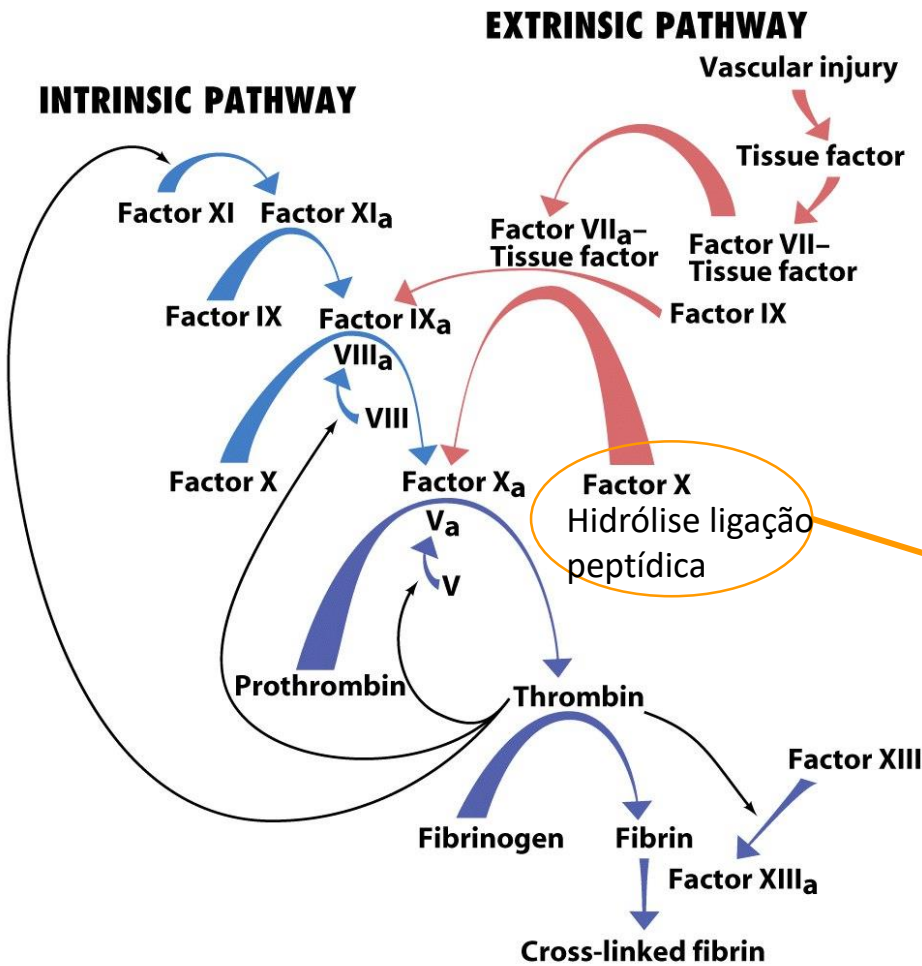 EXTRINSIC PATHWAY
Vascular injury
INTRINSIC PATHWAY
Tissue factor
Factor XI
Factor XIa
Factor VIIa–
Tissue factor
Factor VII–
Tissue factor
Factor IX
Factor IXa
Factor IX
VIIIa
VIII
Factor X
Factor Xa
Factor X
Va
Hidrólise ligação
peptídica
V
Prothrombin
Thrombin
Factor XIII
Fibrinogen
Fibrin
Factor XIIIa
Cross-linked fibrin